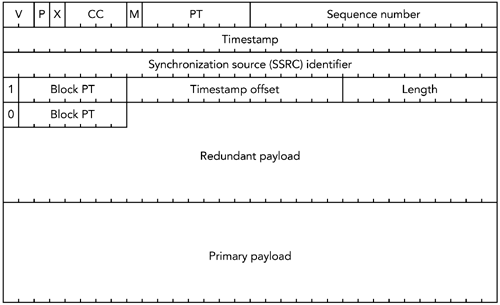 V P X CC M PT Sequence number
Timestamp
Synchronization source (SSRC) identifier
1 Block PT Timestamp offset Length
0 Block PT
Redundant payload
Primary payload